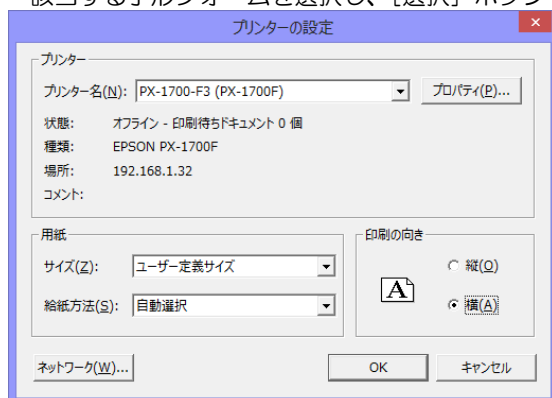 該当する予ルフォームを選択し、[選択] ボタン
プリンターの設定
プリンター
プリンター名(N): PX-1700-F3 (PX-1700F) プロパティ(P)...
状態: オフライン - 印刷待ちドキュメント 0 個
種類: EPSON PX-1700F
場所: 192.168.1.32
コメント:
用紙
サイズ(Z): ユーザー定義サイズ
給紙方法(S): 自動選択
印刷の向き
縦(O)
A
横(A)
ネットワーク(W)... OK キャンセル